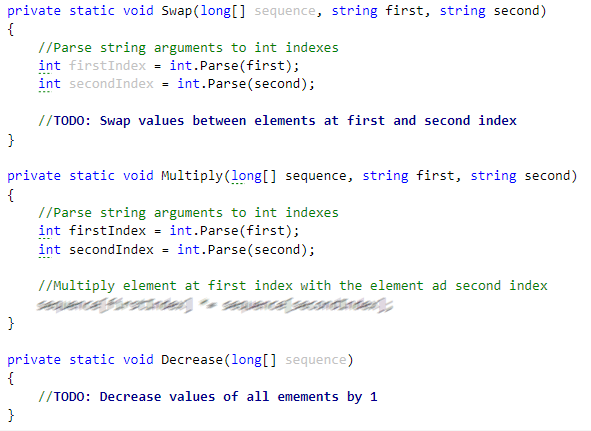 private static void Swap(long[] sequence, string first, string second)
{
//Parse string arguments to int indexes
int firstIndex = int.Parse(first);
int secondIndex = int.Parse(second);
//TODO: Swap values between elements at first and second index
}
private static void Multiply(long[] sequence, string first, string second)
{
//Parse string arguments to int indexes
int firstIndex = int.Parse(first);
int secondIndex = int.Parse(second);
//Multiply element at first index with the element ad second index
}
private static void Decrease(long[] sequence)
{
//TODO: Decrease values of all emements by 1
}